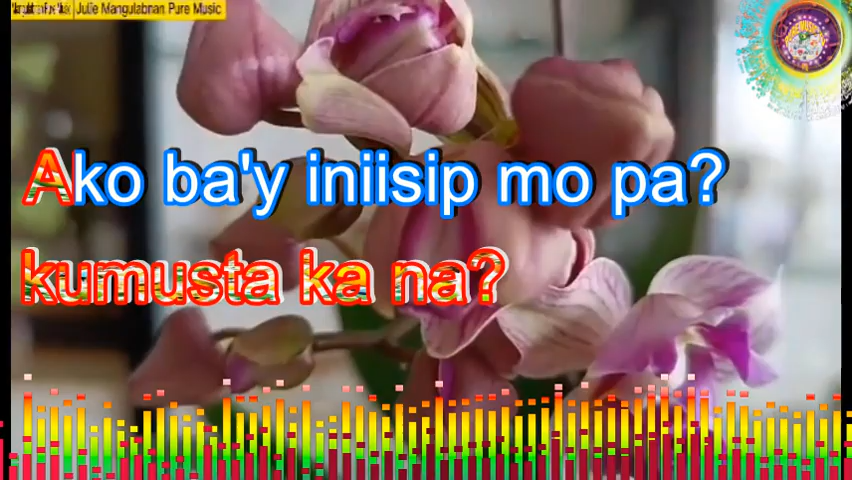 Julie Mangulabnan Pure Music
Ako ba'y iniisip mo pa?
kumusta ka na?